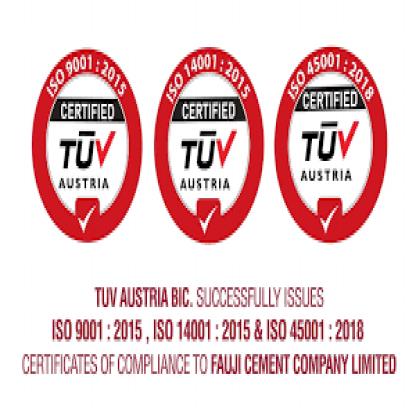 ISO 9001 : 2015
CERTIFIED
TÜV
AUSTRIA
ISO 14001 : 2015
CERTIFIED
TÜV
AUSTRIA
ISO 45001 : 2018
CERTIFIED
TÜV
AUSTRIA
TUV AUSTRIA BIC. SUCCESSFULLY ISSUES
ISO 9001 : 2015 , ISO 14001 : 2015 & ISO 45001 : 2018
CERTIFICATES OF COMPLIANCE TO FAUJI CEMENT COMPANY LIMITED